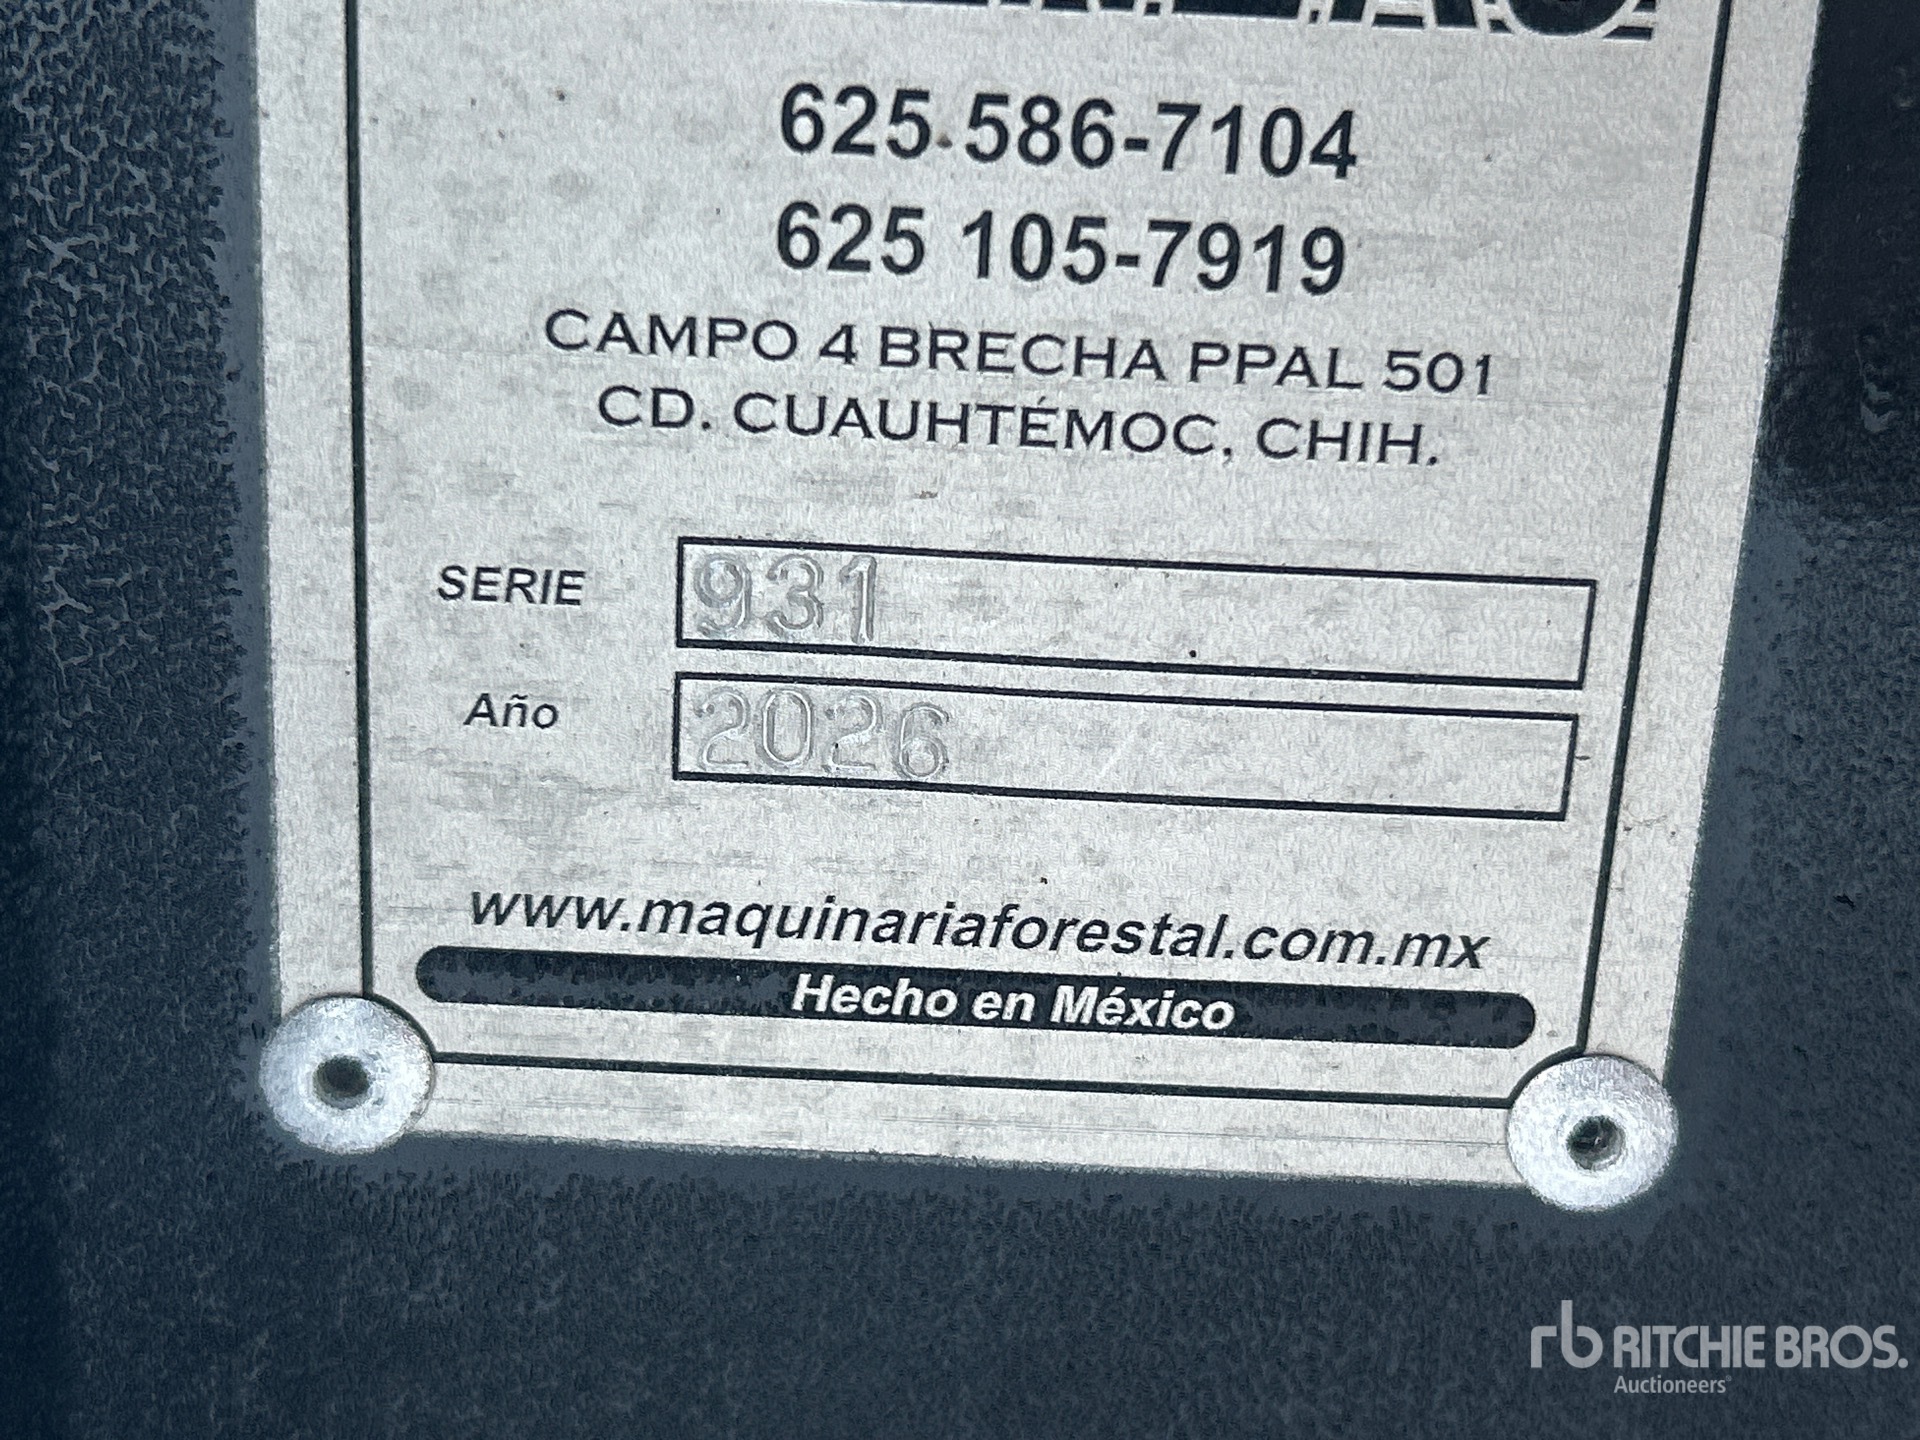 625 586-7104
625 105-7919
CAMPO 4 BRECHA PPAL 501
CD. CUAUHTÉMOC, CHIH.
SERIE 931
Año 2026
www.maquinariaforestal.com.mx
Hecho en México
rb RITCHIE BROS.
Auctioneers